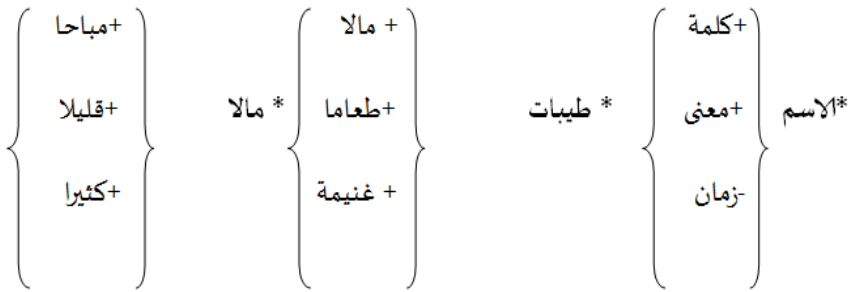 *الاسم
+كلمة
+معنى
-زمان
* طيبات
+ مالا
+طعاما
+ غنيمة
* مالا
+مباحا
+قليلا
+كثيرا